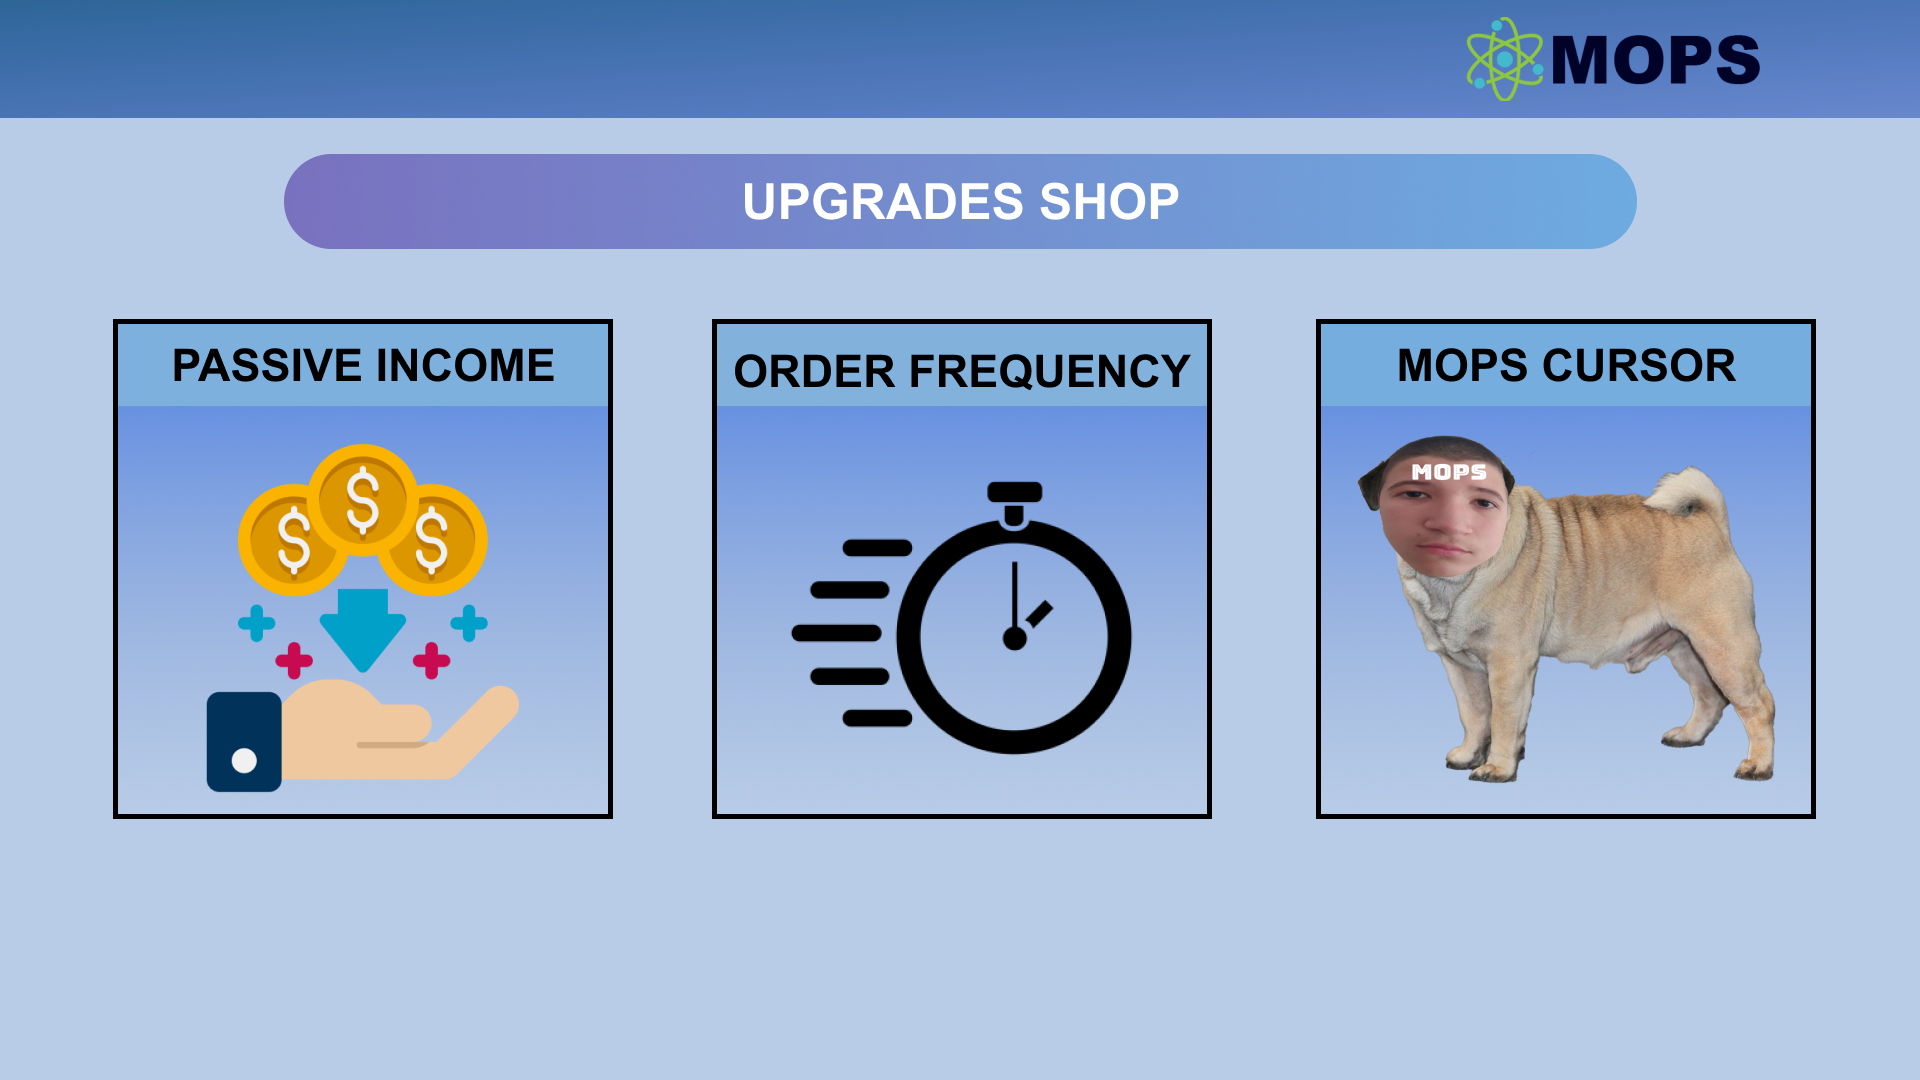 MOPS
UPGRADES SHOP
PASSIVE INCOME
ORDER FREQUENCY
MOPS CURSOR
$
$
$
MOPS